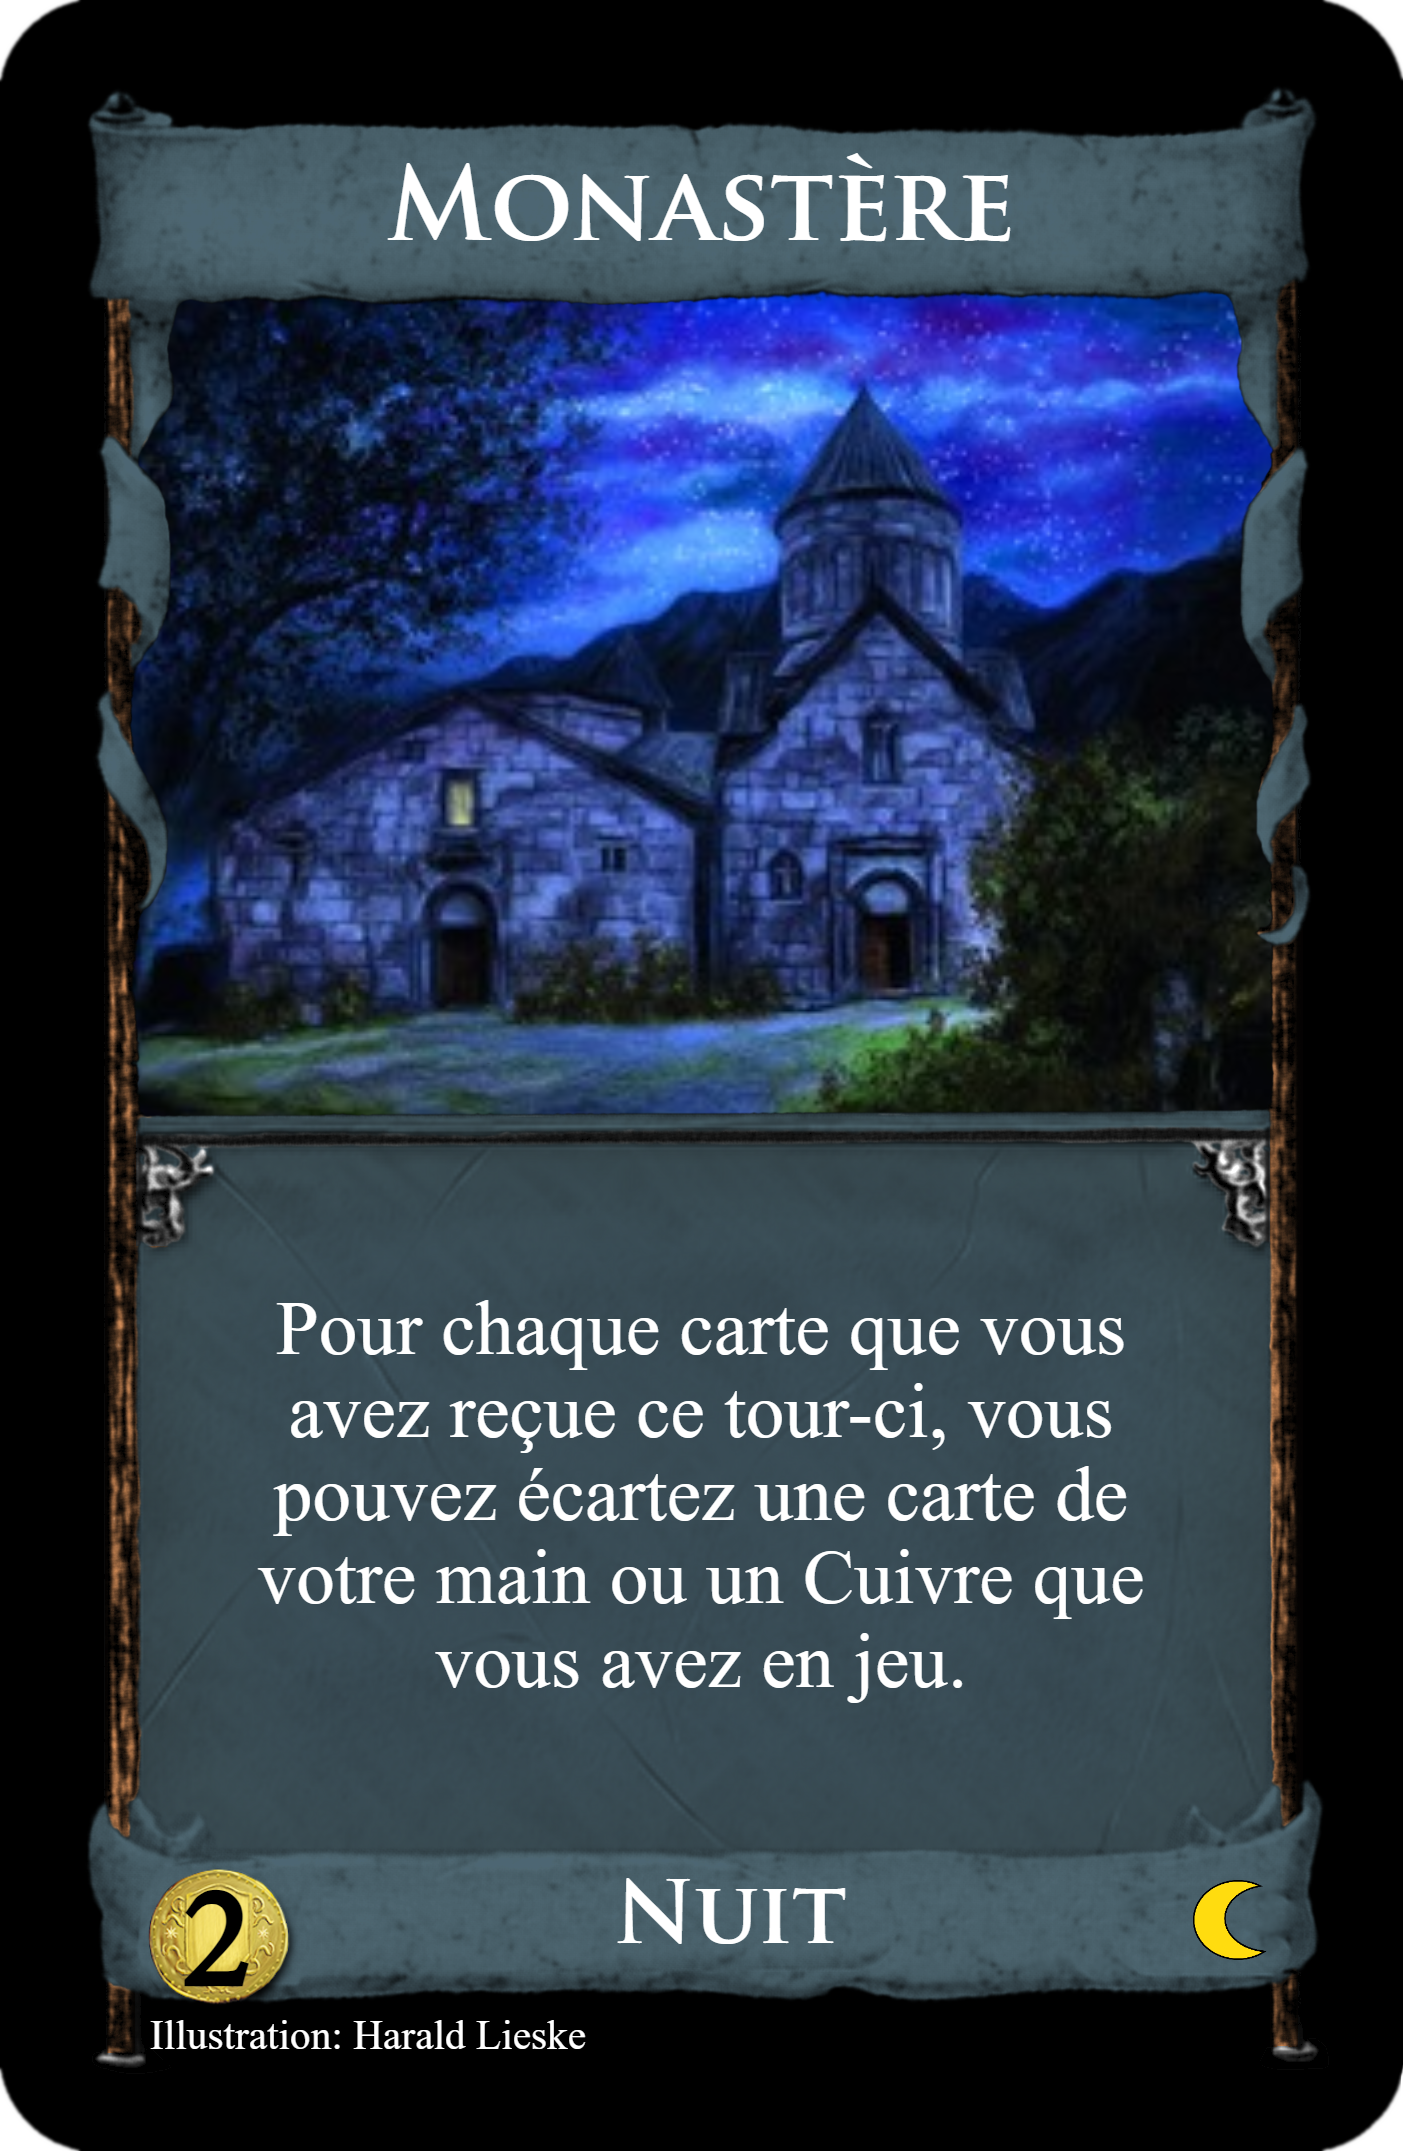 Monastère
Pour chaque carte que vous
avez reçue ce tour-ci, vous
pouvez écartez une carte de
votre main ou un Cuivre que
vous avez en jeu.
2
Nuit
Illustration: Harald Lieske